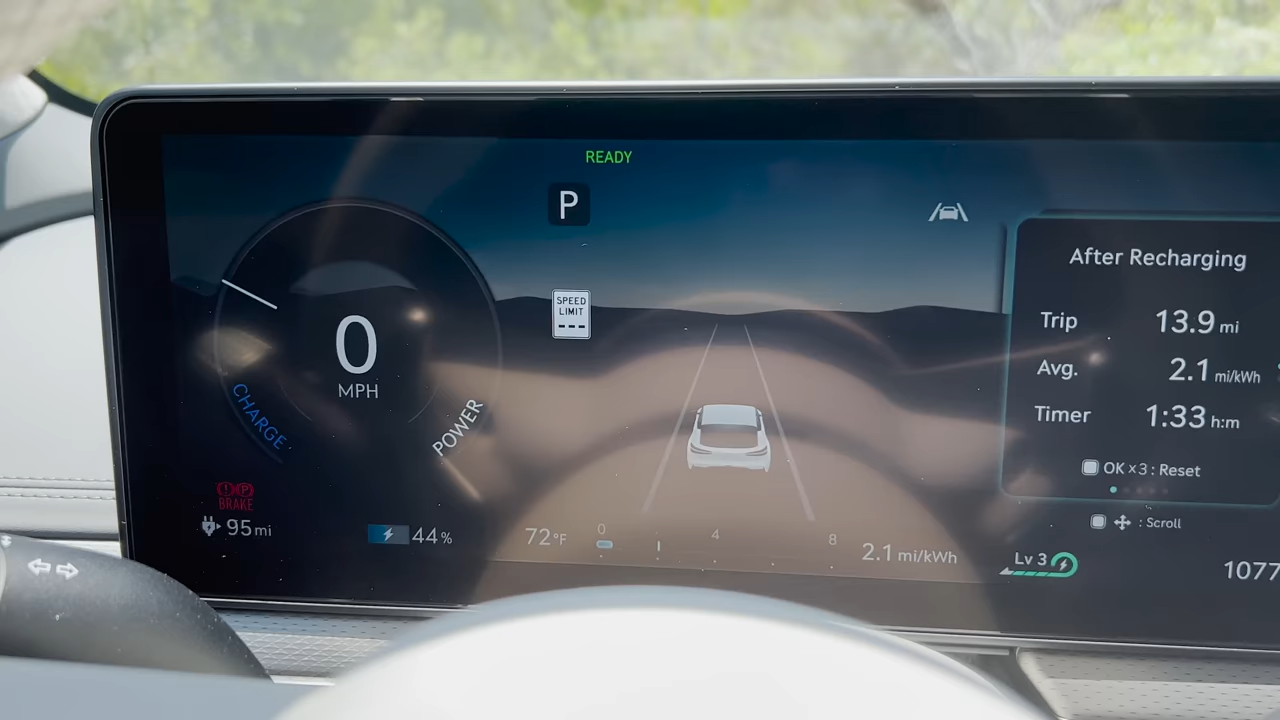 READY
P
SPEED
LIMIT
---
0
MPH
CHARGE
POWER
BRAKE
95 mi
44 %
72°F
0
4
8
2.1 mi/kWh
After Recharging
Trip 13.9 mi
Avg. 2.1 mi/kWh
Timer 1:33 h:m
OK x3 : Reset
: Scroll
Lv 3
1077